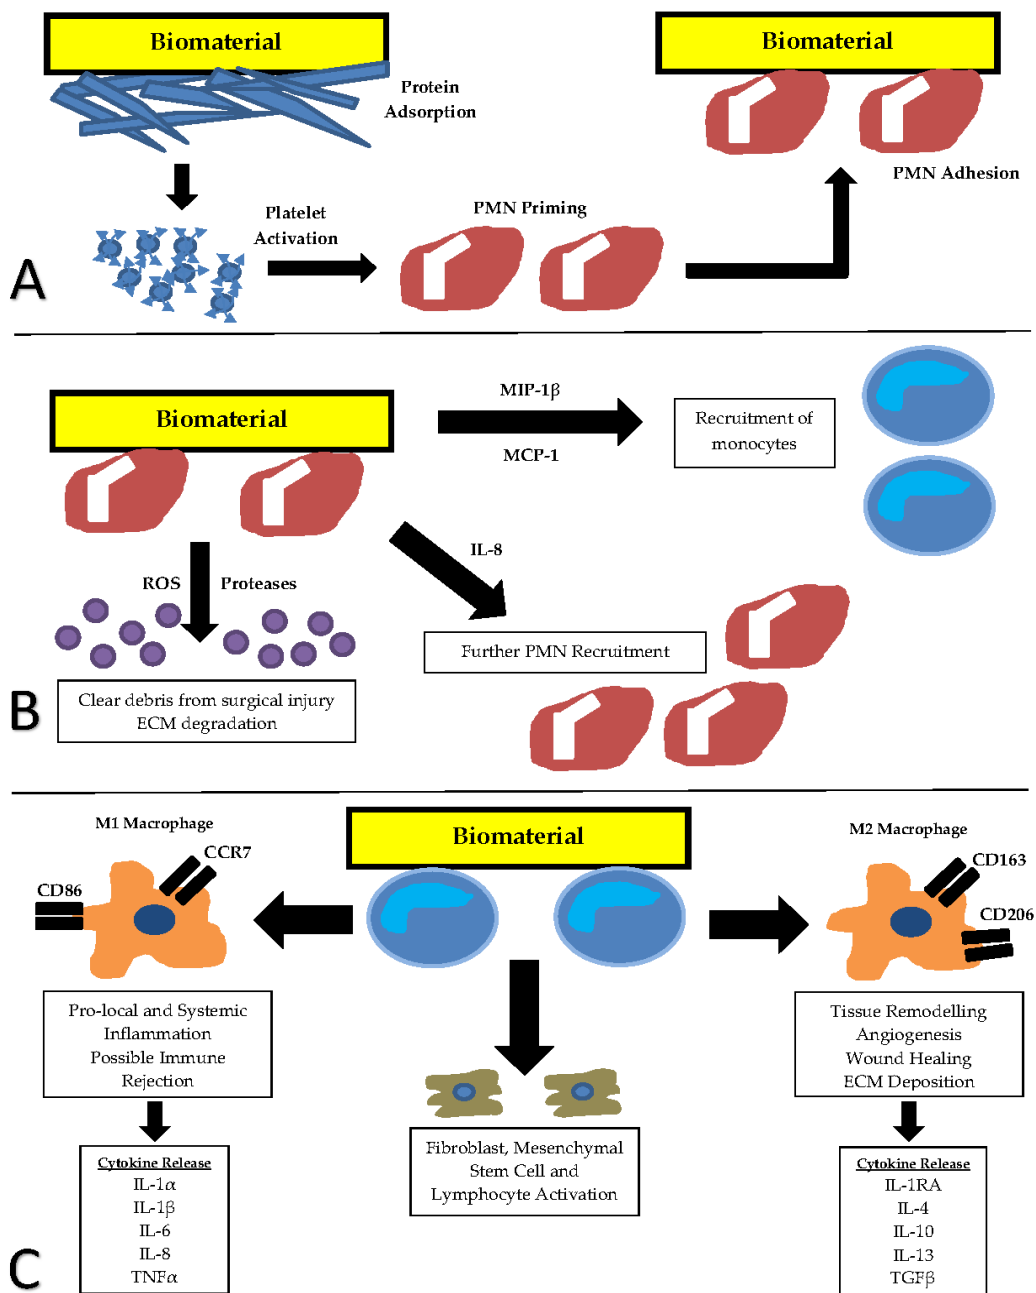 Biomaterial
Protein
Adsorption
Biomaterial
PMN Adhesion
Platelet
Activation
PMN Priming
A
Biomaterial
MIP-1β
MCP-1
Recruitment of
monocytes
IL-8
ROS
Proteases
Further PMN Recruitment
Clear debris from surgical injury
ECM degradation
B
M1 Macrophage
CCR7
CD86
Biomaterial
M2 Macrophage
CD163
CD206
Pro-local and Systemic
Inflammation
Possible Immune
Rejection
Tissue Remodelling
Angiogenesis
Wound Healing
ECM Deposition
Fibroblast, Mesenchymal
Stem Cell and
Lymphocyte Activation
Cytokine Release
IL-1α
IL-1β
IL-6
IL-8
TNFα
Cytokine Release
IL-1RA
IL-4
IL-10
IL-13
TGFβ
C